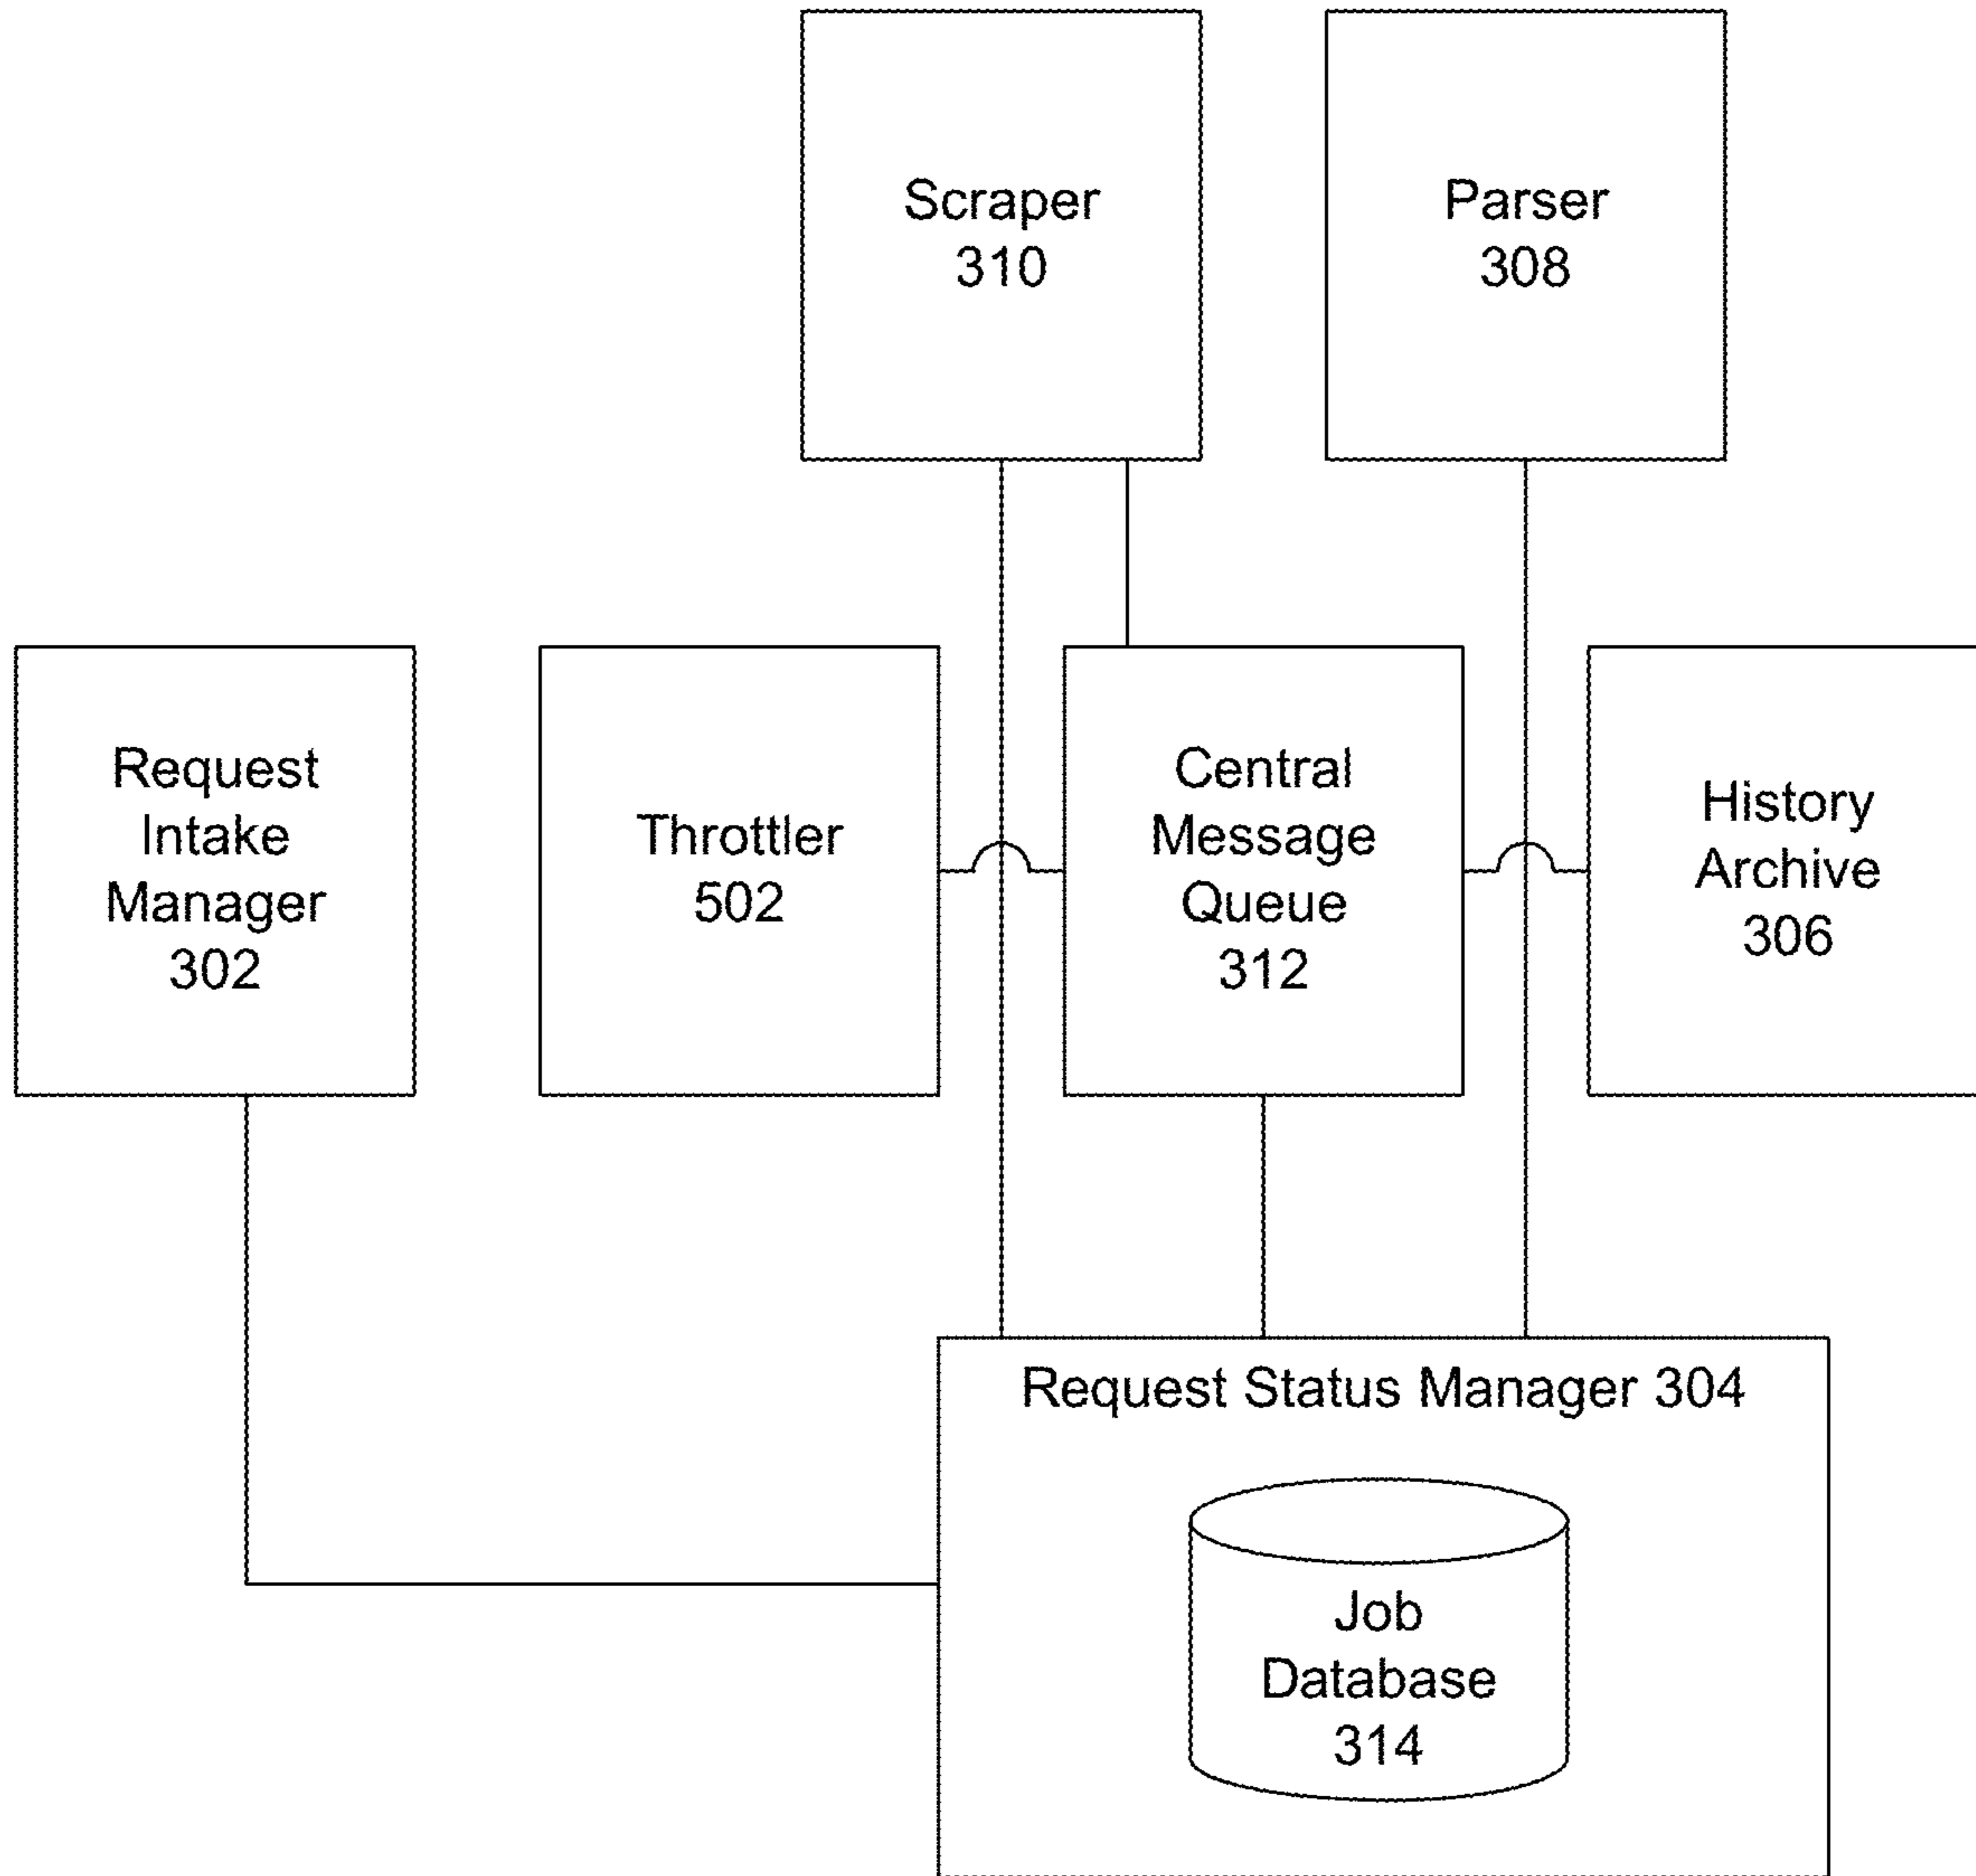 Scraper
310
Parser
308
Request
Intake
Manager
302
Throttler
502
Central
Message
Queue
312
History
Archive
306
Request Status Manager 304
Job
Database
314